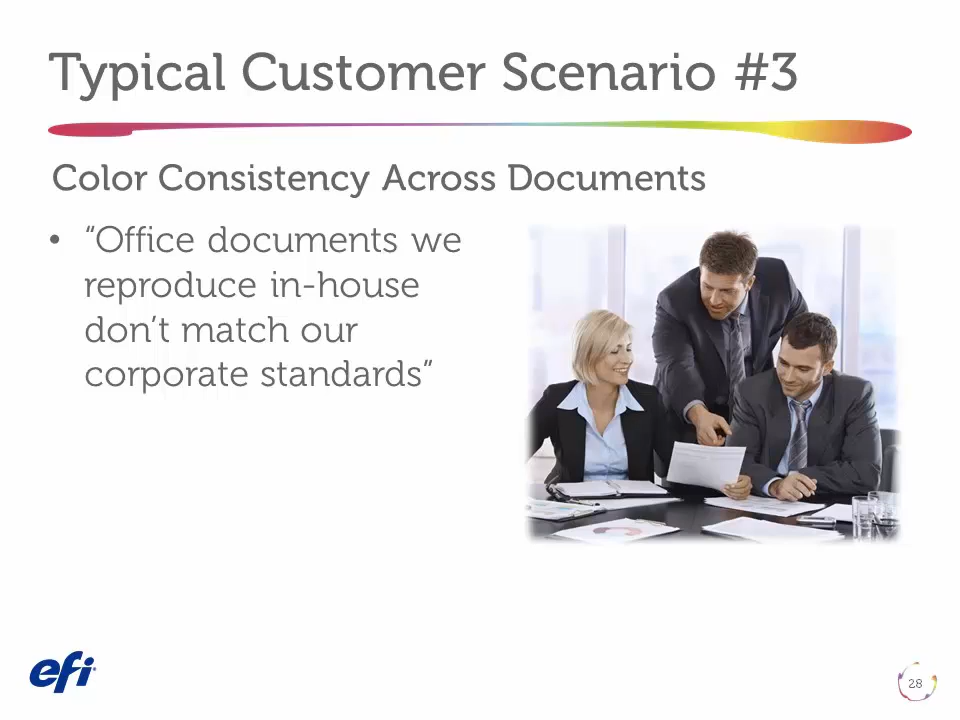 Typical Customer Scenario #3
Color Consistency Across Documents
• “Office documents we
reproduce in-house
don’t match our
corporate standards”
efi
28